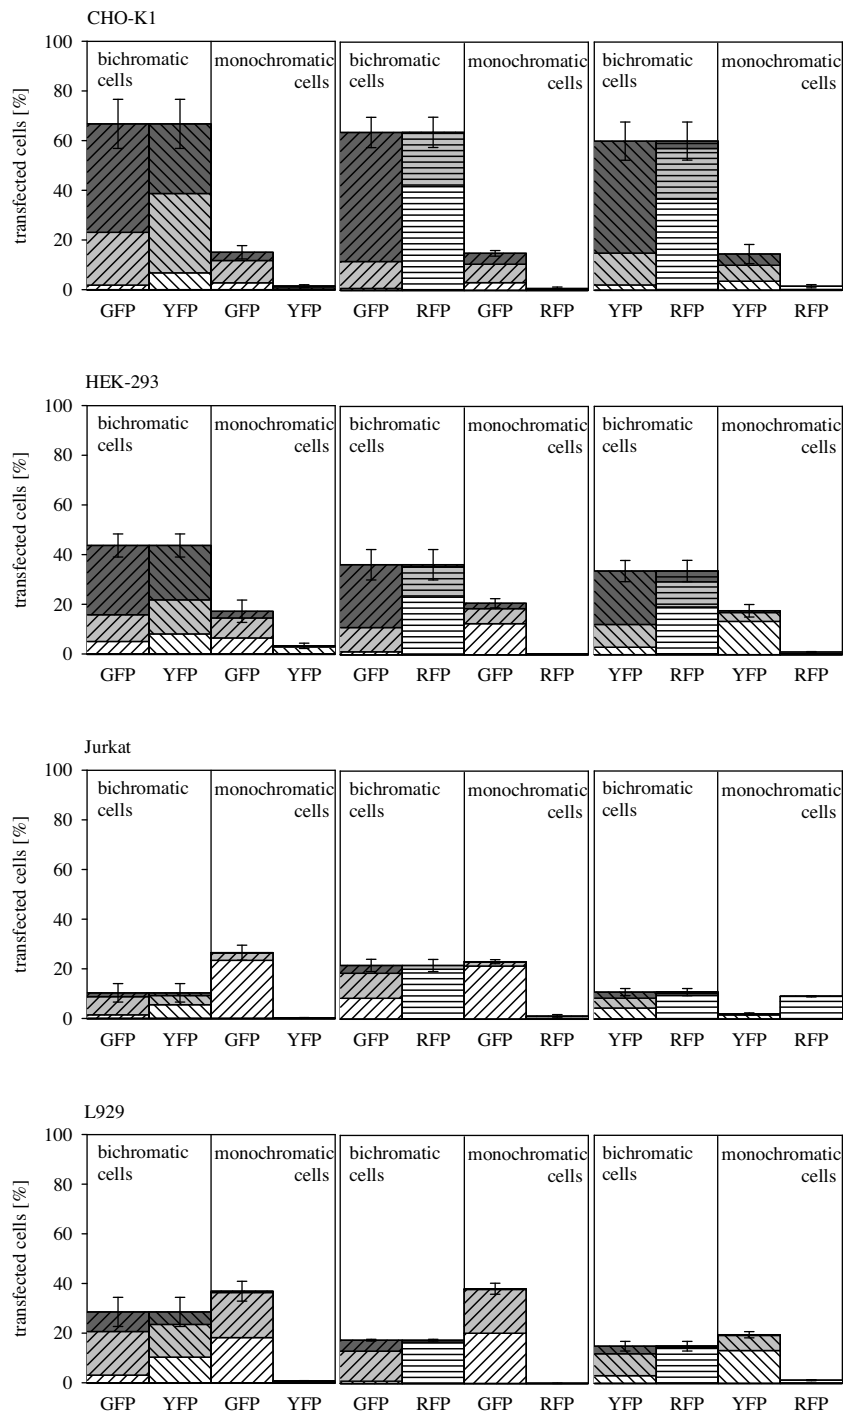 CHO-K1
transfected cells [%]
100
80
60
40
20
0
bichromatic
cells
monochromatic
cells
bichromatic
cells
monochromatic
cells
bichromatic
cells
monochromatic
cells
GFP YFP GFP YFP GFP RFP GFP RFP YFP RFP YFP RFP
HEK-293
transfected cells [%]
100
80
60
40
20
0
bichromatic
cells
monochromatic
cells
bichromatic
cells
monochromatic
cells
bichromatic
cells
monochromatic
cells
GFP YFP GFP YFP GFP RFP GFP RFP YFP RFP YFP RFP
Jurkat
transfected cells [%]
100
80
60
40
20
0
bichromatic
cells
monochromatic
cells
bichromatic
cells
monochromatic
cells
bichromatic
cells
monochromatic
cells
GFP YFP GFP YFP GFP RFP GFP RFP YFP RFP YFP RFP
L929
transfected cells [%]
100
80
60
40
20
0
bichromatic
cells
monochromatic
cells
bichromatic
cells
monochromatic
cells
bichromatic
cells
monochromatic
cells
GFP YFP GFP YFP GFP RFP GFP RFP YFP RFP YFP RFP